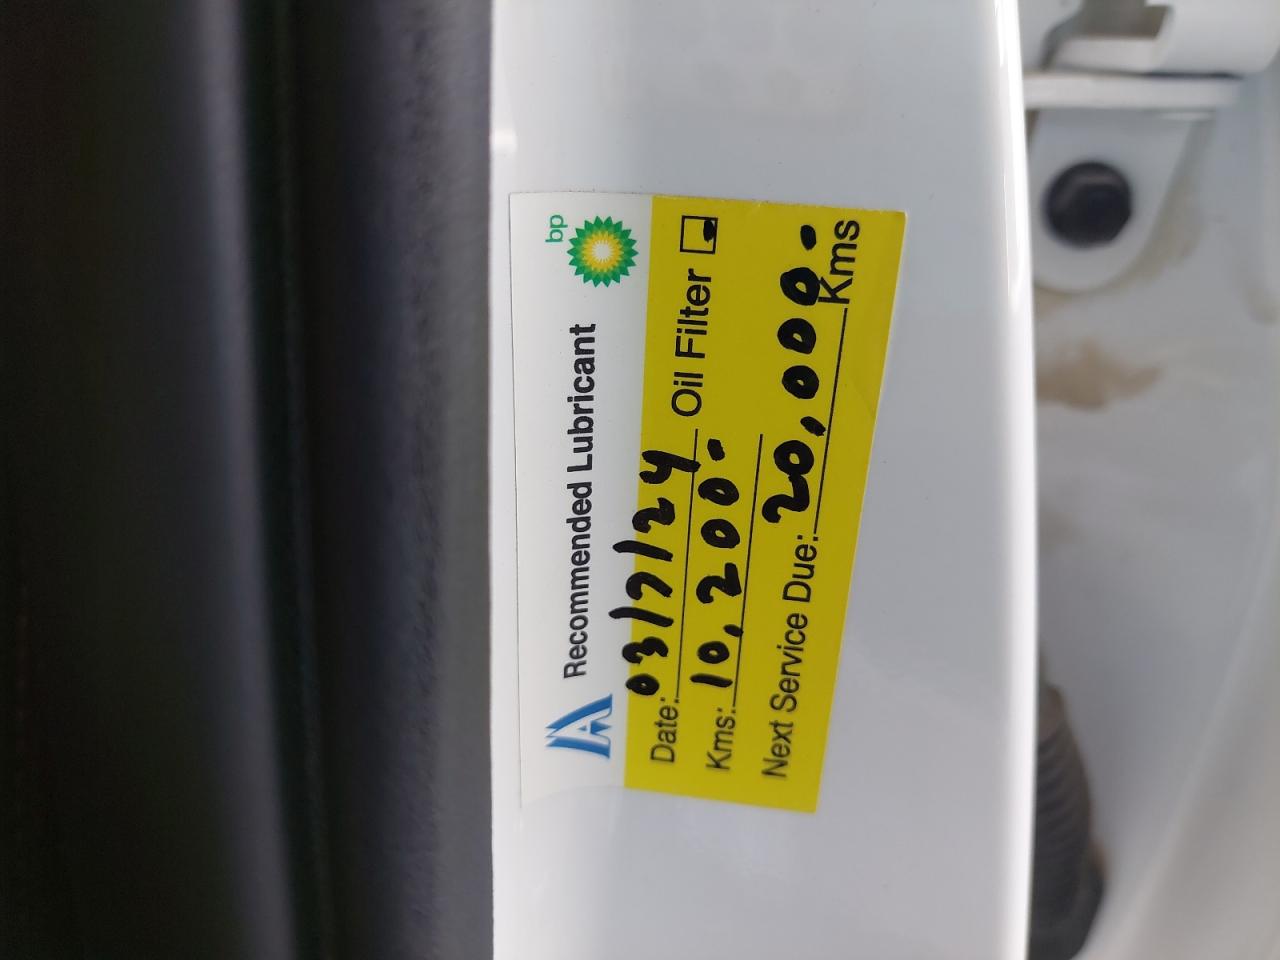 bp
Recommended Lubricant
Date: 03/7/24 Oil Filter
Kms: 10,200.
Next Service Due: 20,000. Kms